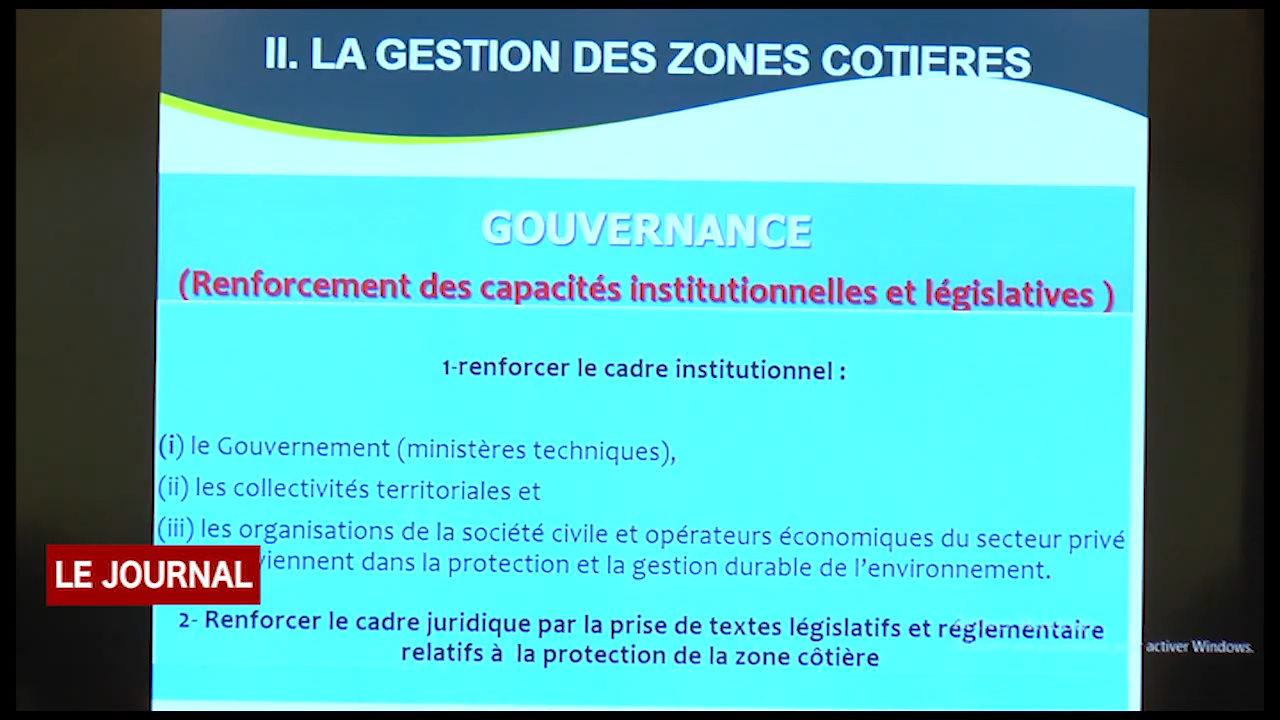 II. LA GESTION DES ZONES COTIERES
GOUVERNANCE
(Renforcement des capacités institutionnelles et législatives )
1-renforcer le cadre institutionnel :
(i) le Gouvernement (ministères techniques),
(ii) les collectivités territoriales et
(iii) les organisations de la société civile et opérateurs économiques du secteur privé
viennent dans la protection et la gestion durable de l'environnement.
LE JOURNAL
2- Renforcer le cadre juridique par la prise de textes législatifs et réglementaire
activer Windows.
relatifs à la protection de la zone côtière